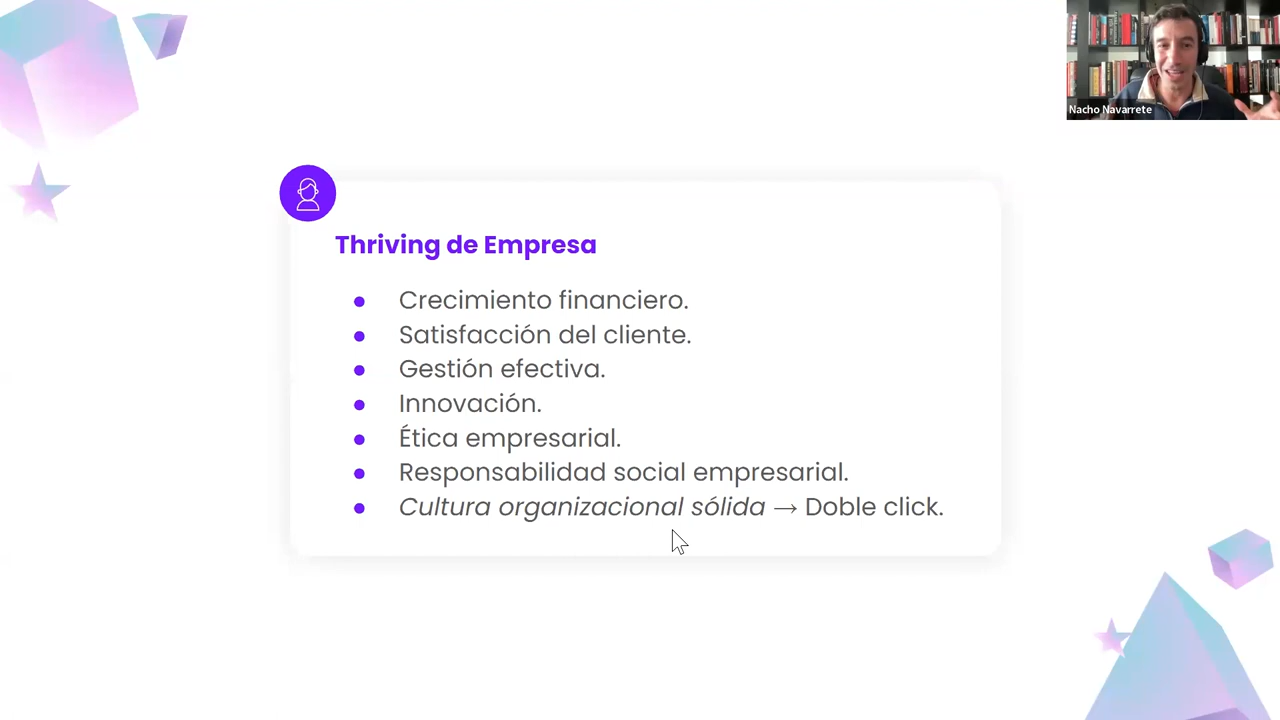 Nacho Navarrete
Thriving de Empresa
● Crecimiento financiero.
● Satisfacción del cliente.
● Gestión efectiva.
● Innovación.
● Ética empresarial.
● Responsabilidad social empresarial.
● Cultura organizacional sólida → Doble click.